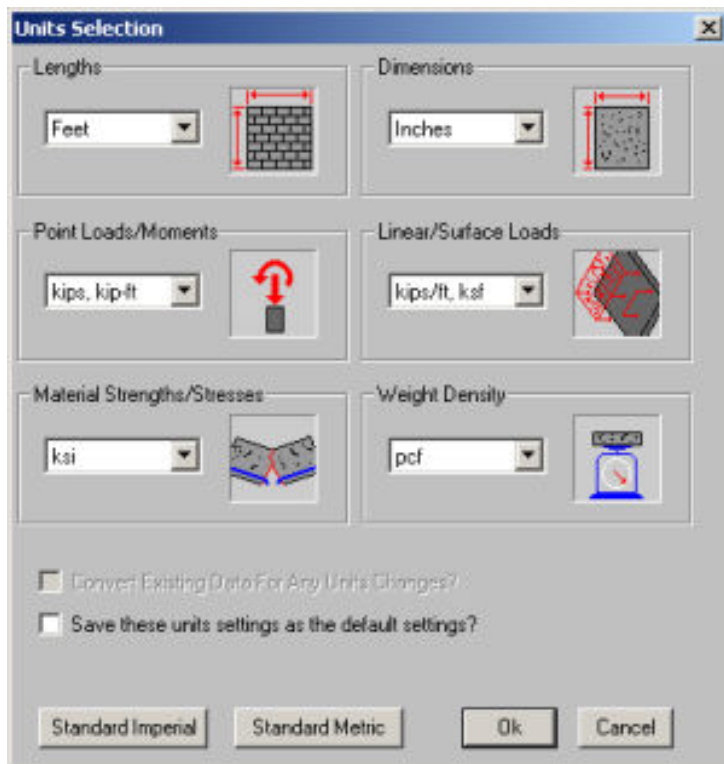 Units Selection
Lengths
Dimensions
Feet
Inches
Point Loads/Moments
Linear/Surface Loads
kips, kip-ft
kips/ft, ksf
Material Strengths/Stresses
Weight Density
ksi
pcf
Convert Existing Data For Any Units Changes?
Save these units settings as the default settings?
Standard Imperial
Standard Metric
Ok
Cancel